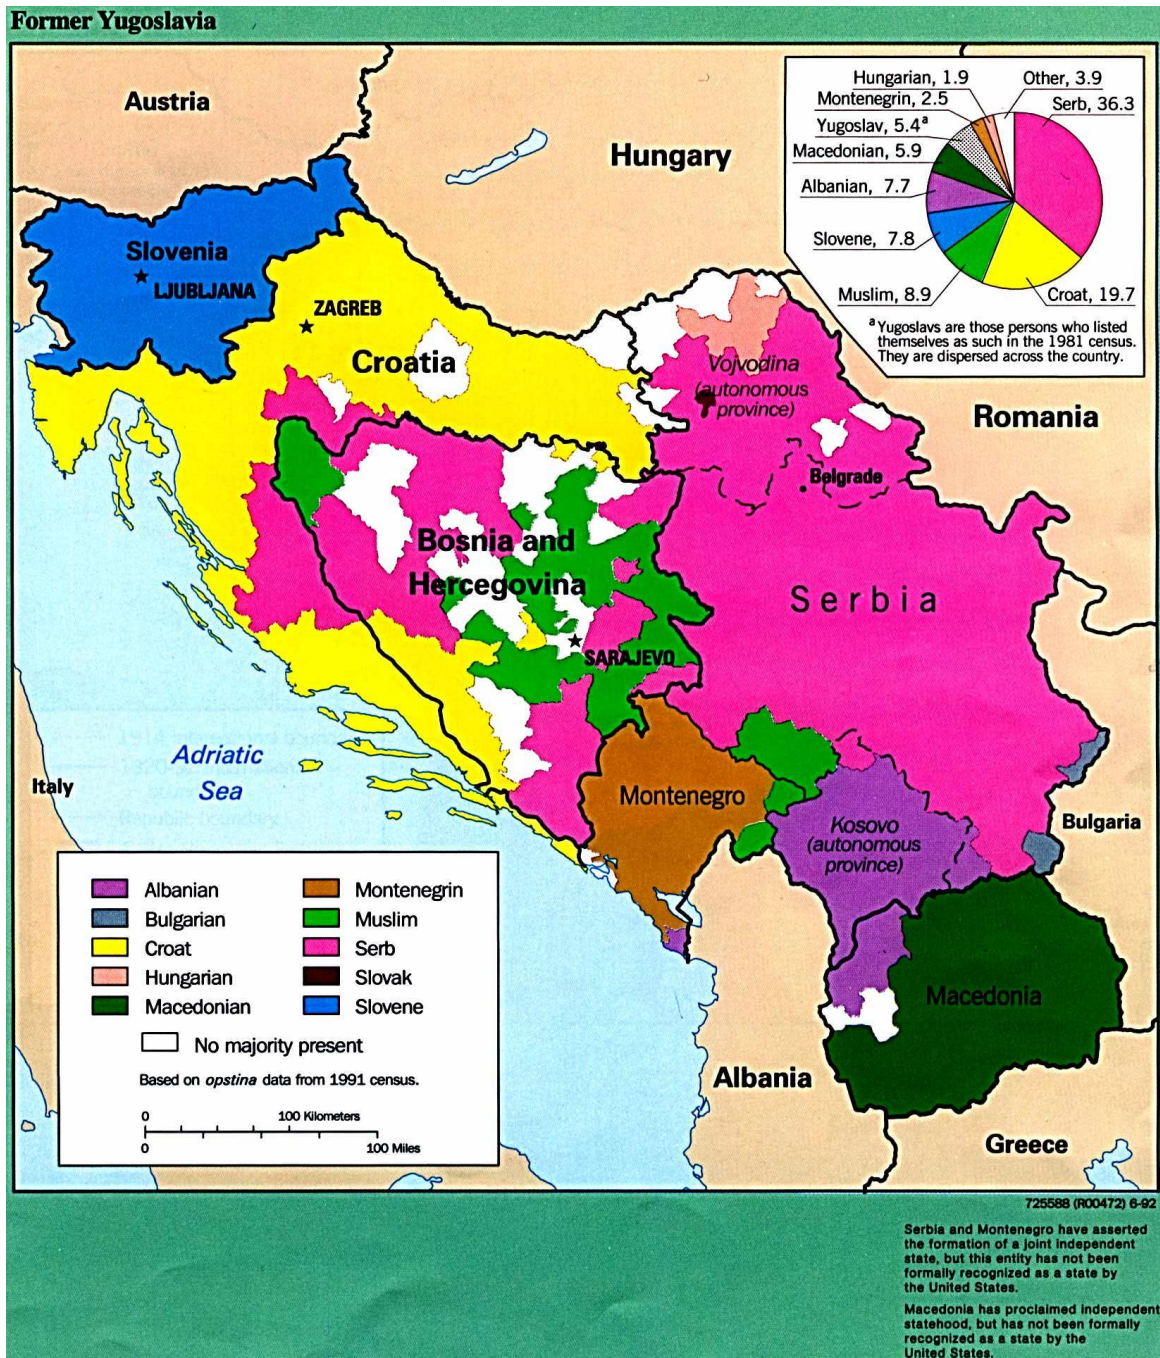 Former Yugoslavia
Austria
Hungary
Hungarian, 1.9
Other, 3.9
Montenegrin, 2.5
Serb, 36.3
Yugoslav, 5.4ᵃ
Macedonian, 5.9
Albanian, 7.7
Slovene, 7.8
Muslim, 8.9
Croat, 19.7
ᵃ Yugoslavs are those persons who listed
themselves as such in the 1981 census.
They are dispersed across the country.
Slovenia
LJUBLJANA
ZAGREB
Croatia
Vojvodina
(autonomous
province)
Romania
Belgrade
Bosnia and
Hercegovina
Serbia
SARAJEVO
Adriatic
Sea
Italy
Montenegro
Kosovo
(autonomous
province)
Bulgaria
Macedonia
Albania
Greece
Albanian
Bulgarian
Croat
Hungarian
Macedonian
Montenegrin
Muslim
Serb
Slovak
Slovene
No majority present
Based on opstina data from 1991 census.
0 100 Kilometers
0 100 Miles
725588 (R00472) 6-92
Serbia and Montenegro have asserted
the formation of a joint independent
state, but this entity has not been
formally recognized as a state by
the United States.
Macedonia has proclaimed independent
statehood, but has not been formally
recognized as a state by the
United States.